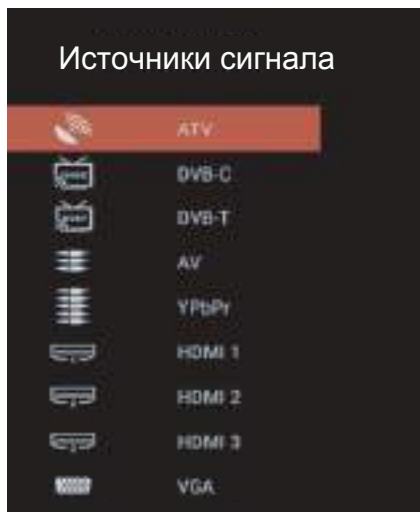 Источники сигнала
ATV
DVB-C
DVB-T
AV
YPbPr
HDMI 1
HDMI 2
HDMI 3
VGA